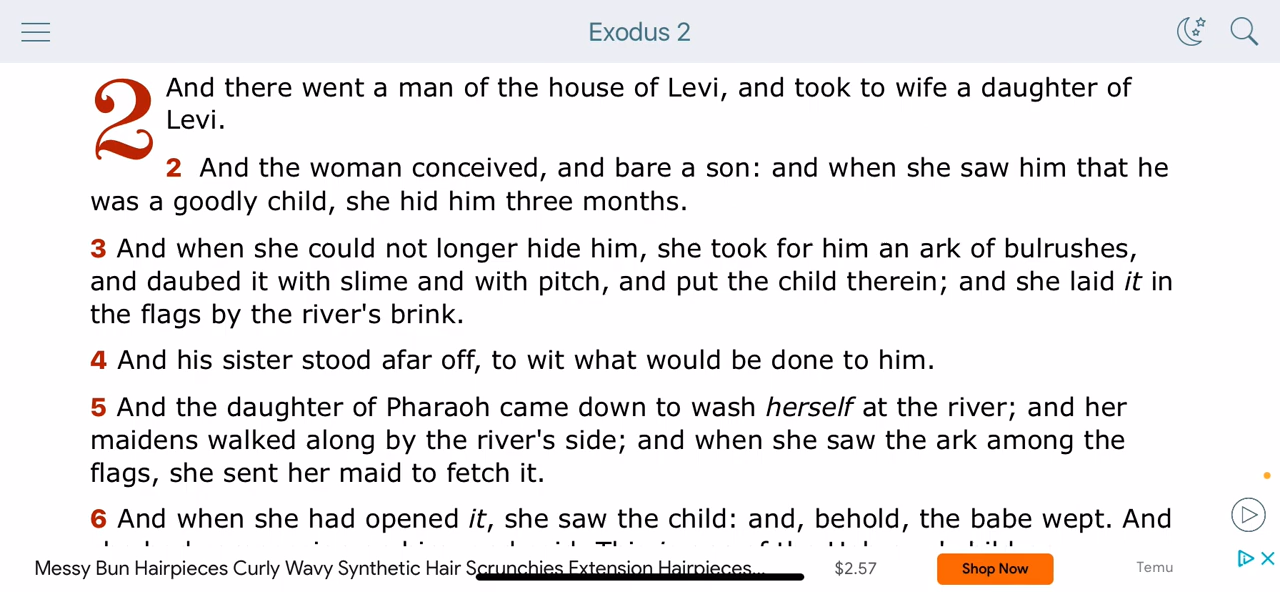 Exodus 2
2 And there went a man of the house of Levi, and took to wife a daughter of
Levi.
2 And the woman conceived, and bare a son: and when she saw him that he
was a goodly child, she hid him three months.
3 And when she could not longer hide him, she took for him an ark of bulrushes,
and daubed it with slime and with pitch, and put the child therein; and she laid it in
the flags by the river's brink.
4 And his sister stood afar off, to wit what would be done to him.
5 And the daughter of Pharaoh came down to wash herself at the river; and her
maidens walked along by the river's side; and when she saw the ark among the
flags, she sent her maid to fetch it.
6 And when she had opened it, she saw the child: and, behold, the babe wept. And
Messy Bun Hairpieces Curly Wavy Synthetic Hair Scrunchies Extension Hairpieces... $2.57 Shop Now Temu